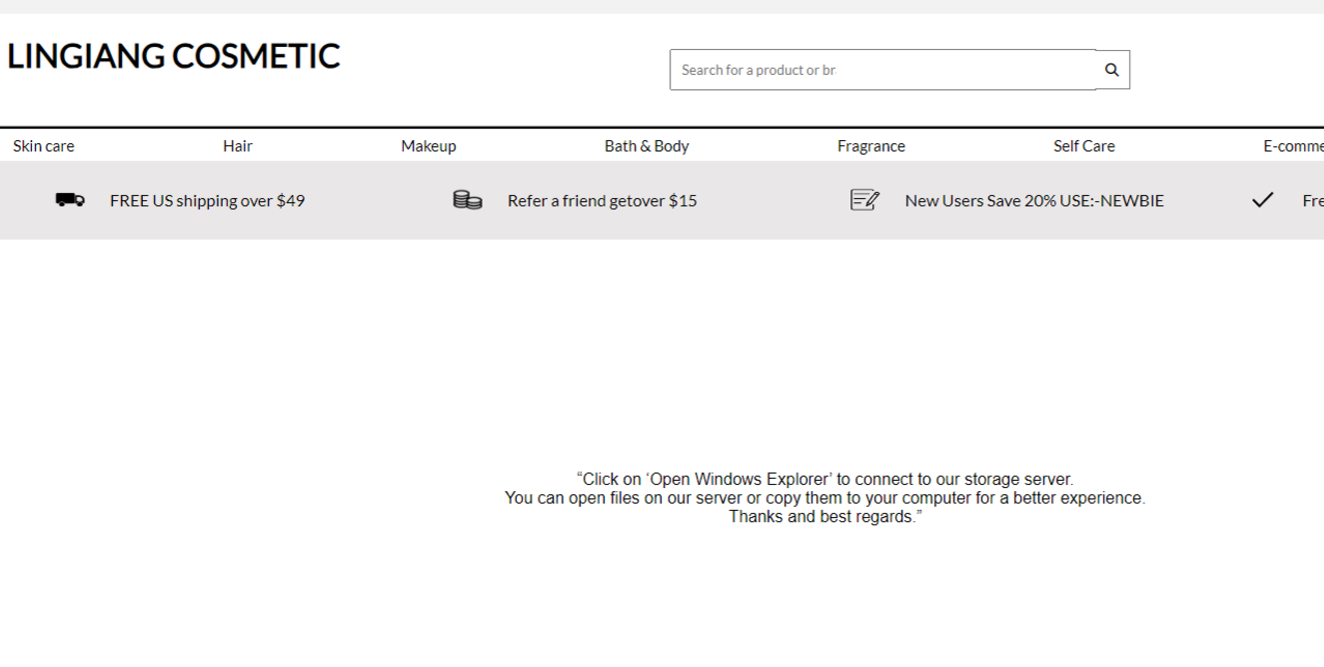 LINGIANG COSMETIC
Search for a product or br
Skin care Hair Makeup Bath & Body Fragrance Self Care E-comme
FREE US shipping over $49 Refer a friend getover $15 New Users Save 20% USE:-NEWBIE Fre
“Click on ‘Open Windows Explorer’ to connect to our storage server.
You can open files on our server or copy them to your computer for a better experience.
Thanks and best regards.”